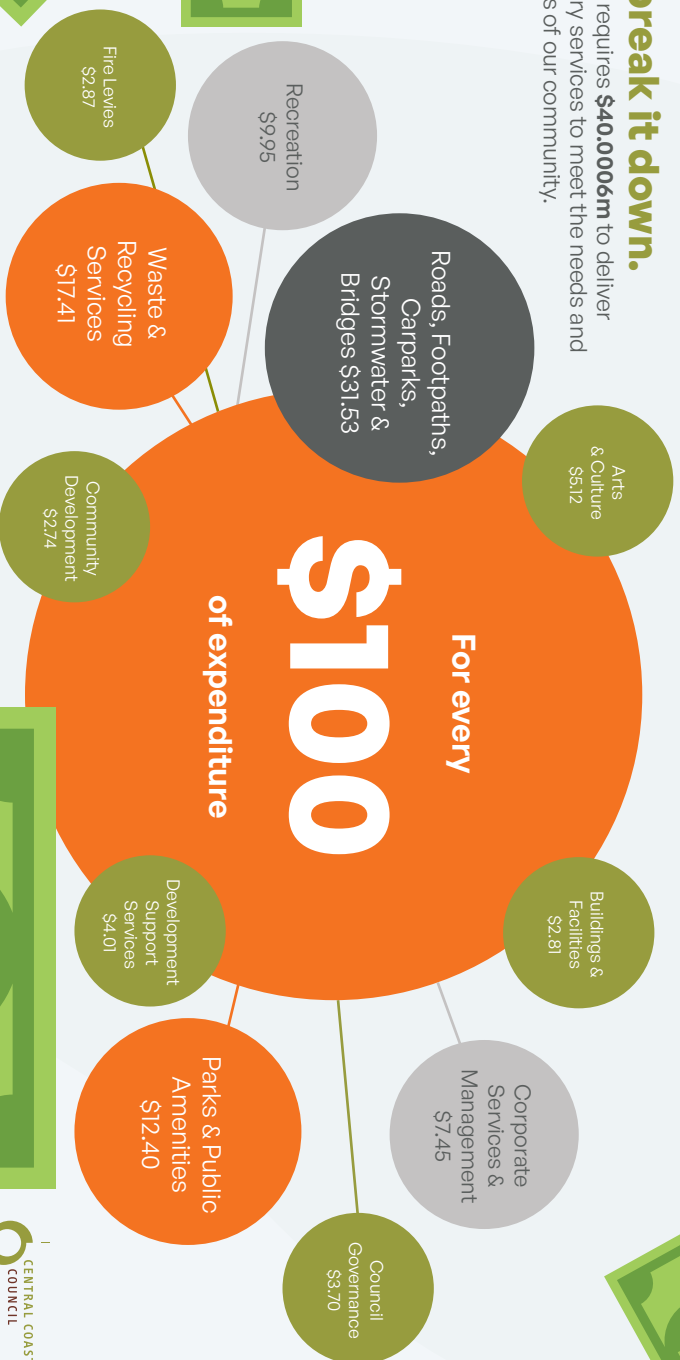 reak it down.
requires $40.0006m to deliver
ry services to meet the needs and
s of our community.
Arts
& Culture
$5.12
Buildings &
Facilities
$2.81
Roads, Footpaths,
Carparks,
Stormwater &
Bridges $31.53
For every
$100
of expenditure
Corporate
Services &
Management
$7.45
Recreation
$9.95
Council
Governance
$3.70
Fire Levies
$2.87
Waste &
Recycling
Services
$17.41
Community
Development
$2.74
Development
Support
Services
$4.01
Parks & Public
Amenities
$12.40
CENTRAL COAST
COUNCIL